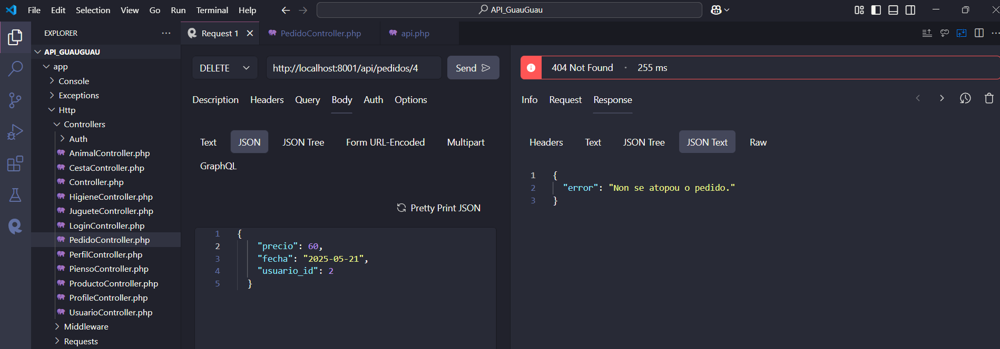 File Edit Selection View Go Run Terminal Help
API_GuauGuau
EXPLORER
API_GUAUGUAU
app
Console
Exceptions
Http
Controllers
Auth
AnimalController.php
CestaController.php
Controller.php
HigieneController.php
JugueteController.php
LoginController.php
PedidoController.php
PerfilController.php
PiensoController.php
ProductoController.php
ProfileController.php
UsuarioController.php
Middleware
Requests
Request 1 PedidoController.php api.php
DELETE http://localhost:8001/api/pedidos/4 Send
Description Headers Query Body Auth Options
Text JSON JSON Tree Form URL-Encoded Multipart
GraphQL
Pretty Print JSON
1 {
2 "precio": 60,
3 "fecha": "2025-05-21",
4 "usuario_id": 2
5 }
404 Not Found · 255 ms
Info Request Response
Headers Text JSON Tree JSON Text Raw
1 {
2 "error": "Non se atopou o pedido."
3 }